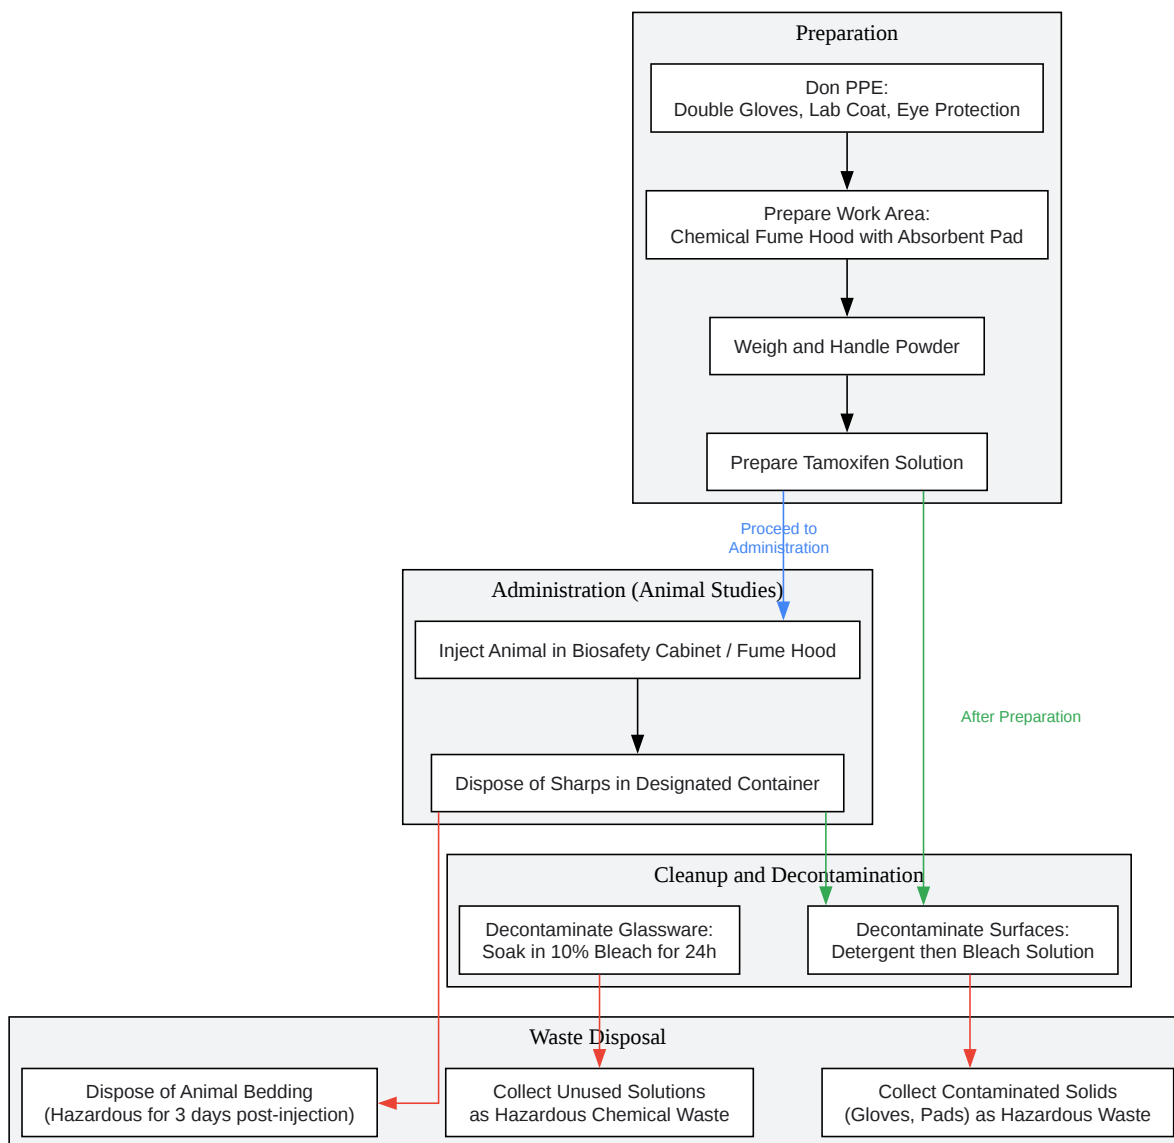 Preparation
Don PPE:
Double Gloves, Lab Coat, Eye Protection
Prepare Work Area:
Chemical Fume Hood with Absorbent Pad
Weigh and Handle Powder
Prepare Tamoxifen Solution
Proceed to
Administration
Administration (Animal Studies)
Inject Animal in Biosafety Cabinet / Fume Hood
After Preparation
Dispose of Sharps in Designated Container
Cleanup and Decontamination
Decontaminate Glassware:
Soak in 10% Bleach for 24h
Decontaminate Surfaces:
Detergent then Bleach Solution
Waste Disposal
Dispose of Animal Bedding
(Hazardous for 3 days post-injection)
Collect Unused Solutions
as Hazardous Chemical Waste
Collect Contaminated Solids
(Gloves, Pads) as Hazardous Waste